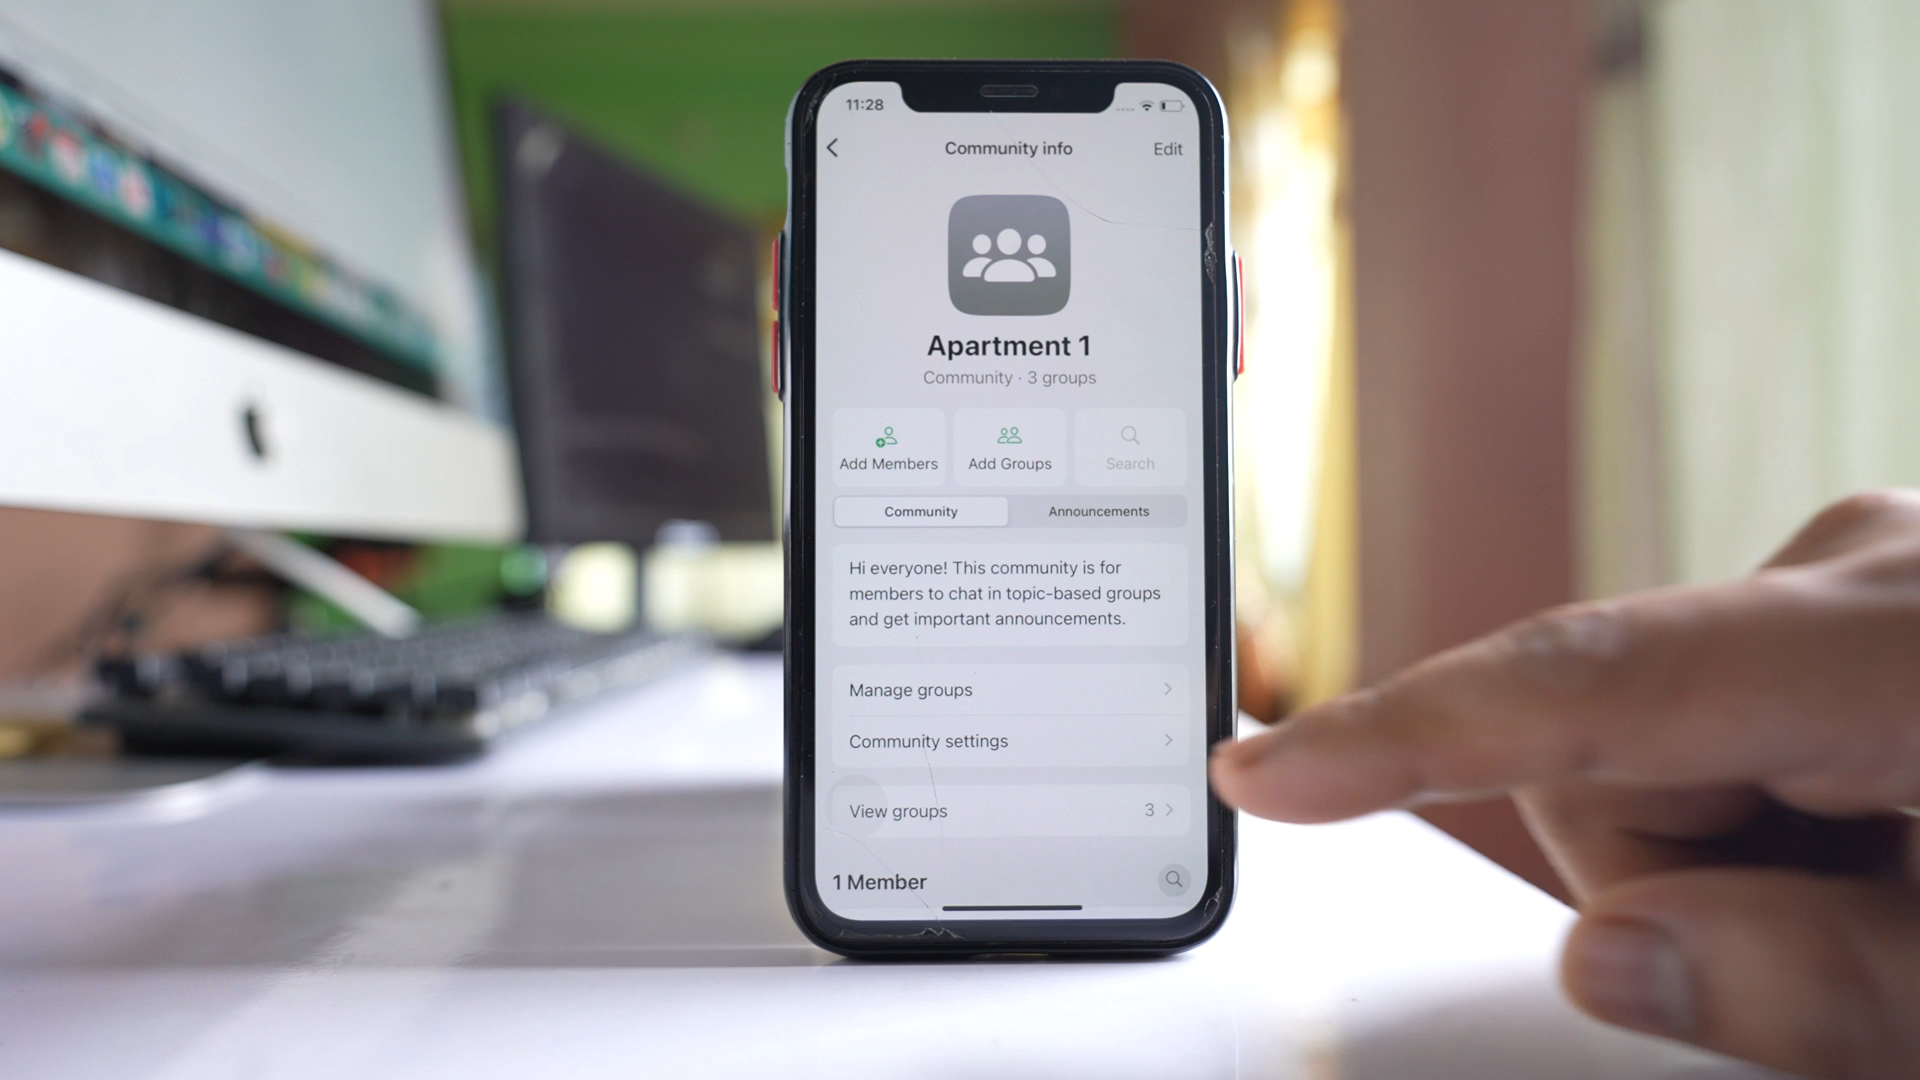 11:28
Community info
Edit
Apartment 1
Community · 3 groups
Add Members
Add Groups
Search
Community
Announcements
Hi everyone! This community is for
members to chat in topic-based groups
and get important announcements.
Manage groups
Community settings
View groups
3
1 Member